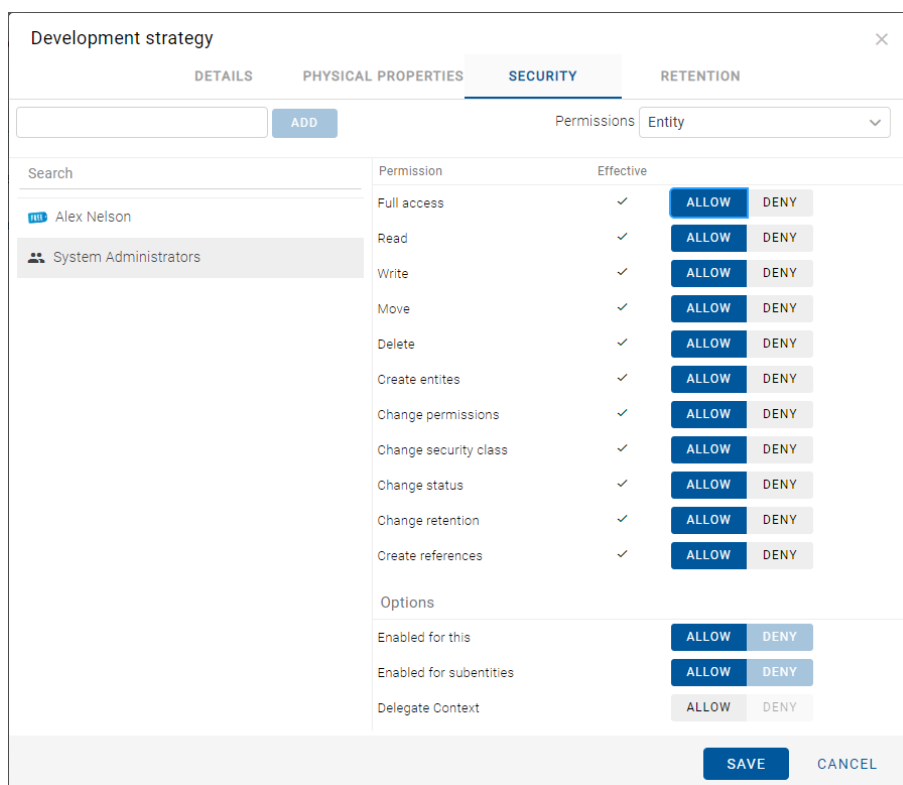 Development strategy
DETAILS PHYSICAL PROPERTIES SECURITY RETENTION
ADD Permissions Entity
Search Permission Effective
Full access ALLOW DENY
FREE Alex Nelson
Read ALLOW DENY
System Administrators
Write ALLOW DENY
Move ALLOW DENY
Delete ALLOW DENY
Create entites ALLOW DENY
Change permissions ALLOW DENY
Change security class ALLOW DENY
Change status ALLOW DENY
Change retention ALLOW DENY
Create references ALLOW DENY
Options
Enabled for this ALLOW DENY
Enabled for subentities ALLOW DENY
Delegate Context ALLOW DENY
SAVE CANCEL